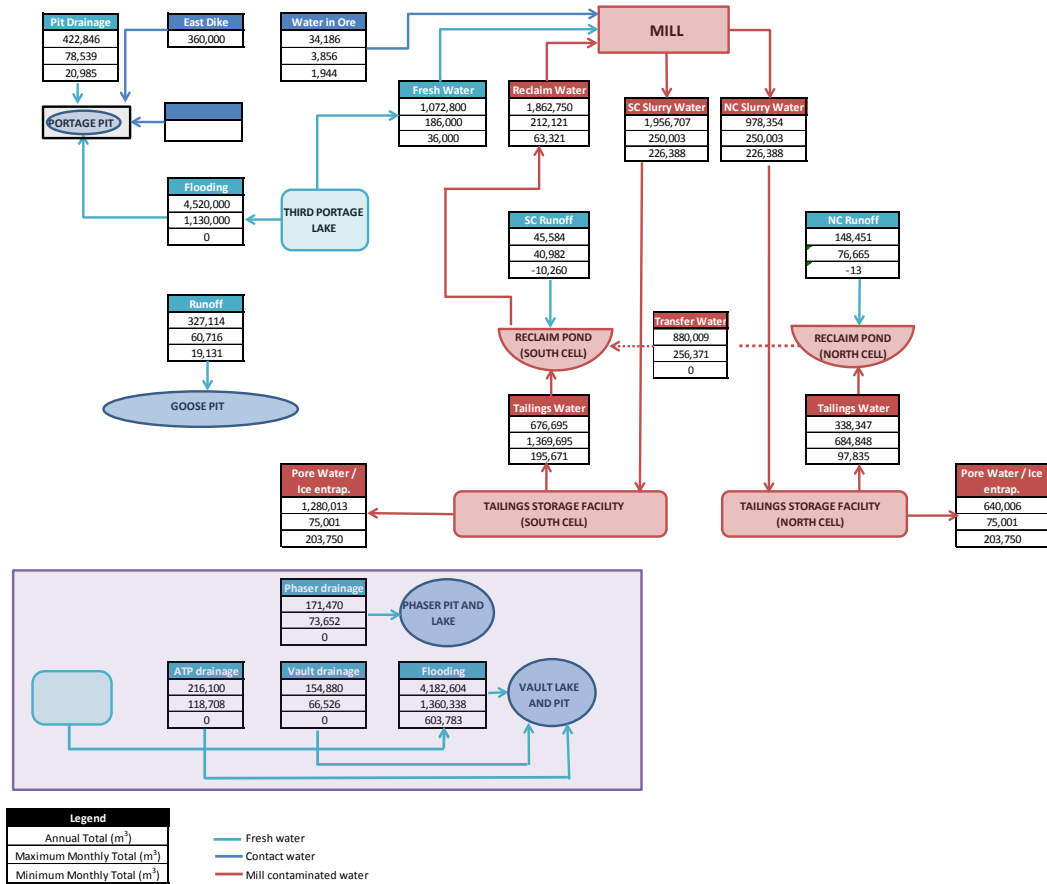 Pit Drainage
422,846
78,539
20,985
East Dike
360,000
Water in Ore
34,186
3,856
1,944
MILL
Fresh Water
1,072,800
186,000
36,000
Reclaim Water
1,862,750
212,121
63,321
SC Slurry Water
1,956,707
250,003
226,388
NC Slurry Water
978,354
250,003
226,388
PORTAGE PIT
Flooding
4,520,000
1,130,000
0
THIRD PORTAGE
LAKE
SC Runoff
45,584
40,982
-10,260
NC Runoff
148,451
76,665
-13
Runoff
327,114
60,716
19,131
GOOSE PIT
RECLAIM POND
(SOUTH CELL)
Transfer Water
880,009
256,371
0
RECLAIM POND
(NORTH CELL)
Tailings Water
676,695
1,369,695
195,671
Tailings Water
338,347
684,848
97,835
Pore Water /
Ice entrap.
1,280,013
75,001
203,750
TAILINGS STORAGE FACILITY
(SOUTH CELL)
TAILINGS STORAGE FACILITY
(NORTH CELL)
Pore Water / Ice
entrap.
640,006
75,001
203,750
Phaser drainage
171,470
73,652
0
PHASER PIT AND
LAKE
ATP drainage
216,100
118,708
0
Vault drainage
154,880
66,526
0
Flooding
4,182,604
1,360,338
603,783
VAULT LAKE
AND PIT
Legend
Annual Total (m³)
Maximum Monthly Total (m³)
Minimum Monthly Total (m³)
Fresh water
Contact water
Mill contaminated water